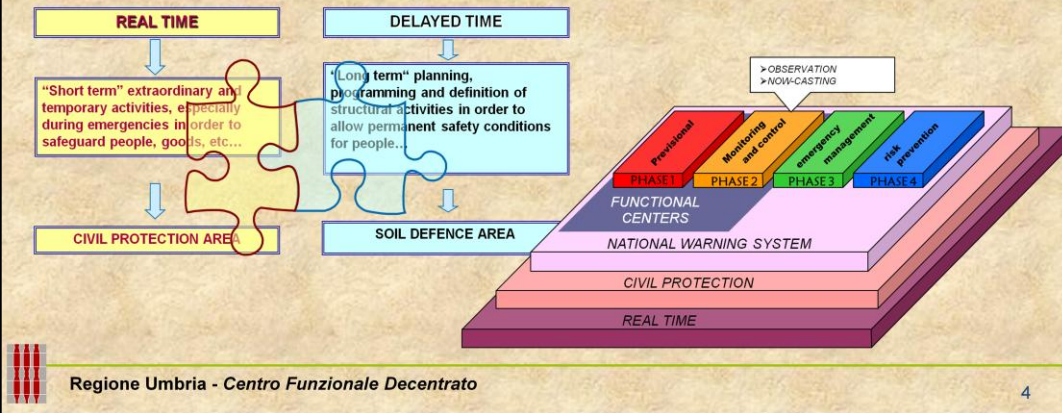 REAL TIME
"Short term" extraordinary and
temporary activities, especially
during emergencies in order to
safeguard people, goods, etc...
CIVIL PROTECTION AREA
DELAYED TIME
"Long term" planning,
programming and definition of
structural activities in order to
allow permanent safety conditions
for people...
SOIL DEFENCE AREA
➢OBSERVATION
➢NOW-CASTING
Previsional
PHASE 1
Monitoring
and control
PHASE 2
emergency
management
PHASE 3
risk
prevention
PHASE 4
FUNCTIONAL
CENTERS
NATIONAL WARNING SYSTEM
CIVIL PROTECTION
REAL TIME
Regione Umbria - Centro Funzionale Decentrato
4